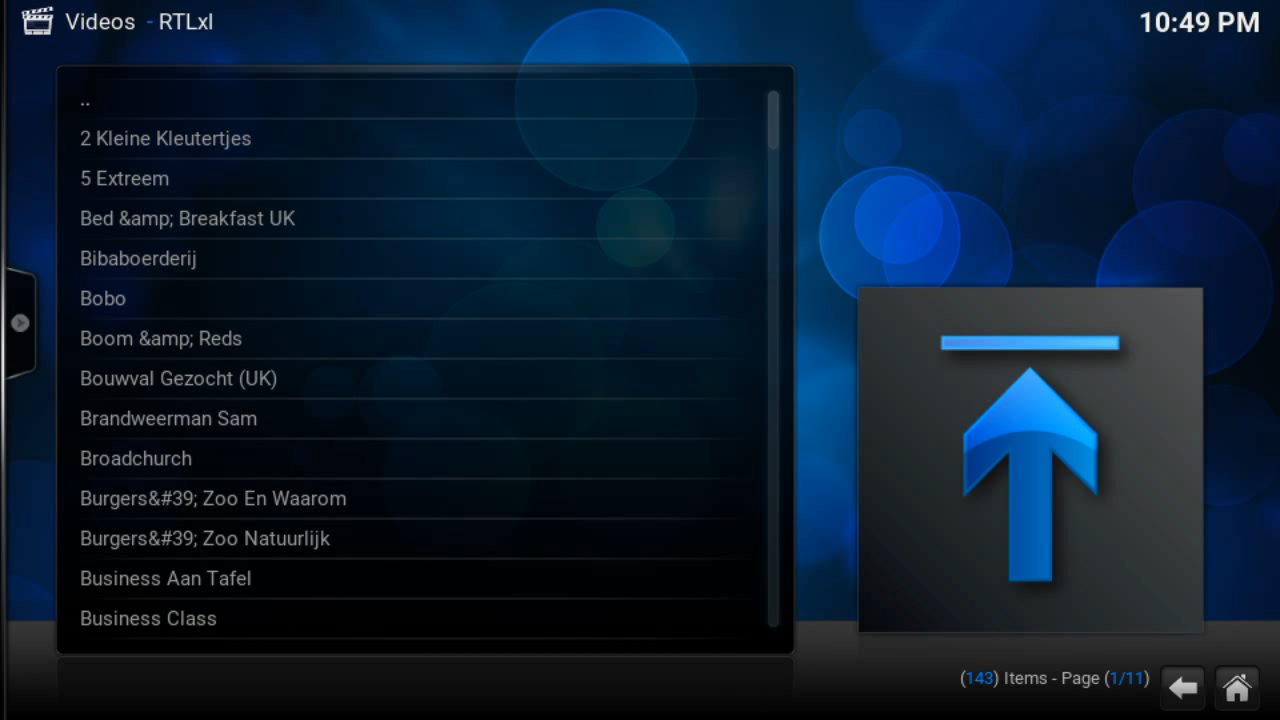 Videos - RTLxl
10:49 PM
..
2 Kleine Kleutertjes
5 Extreem
Bed &amp; Breakfast UK
Bibaboerderij
Bobo
Boom &amp; Reds
Bouwval Gezocht (UK)
Brandweerman Sam
Broadchurch
Burgers&#39; Zoo En Waarom
Burgers&#39; Zoo Natuurlijk
Business Aan Tafel
Business Class
(143) Items - Page (1/11)